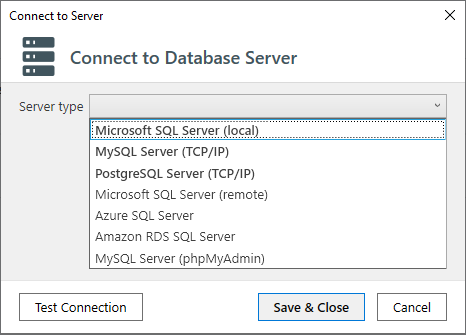 Connect to Server
Connect to Database Server
Server type
Microsoft SQL Server (local)
MySQL Server (TCP/IP)
PostgreSQL Server (TCP/IP)
Microsoft SQL Server (remote)
Azure SQL Server
Amazon RDS SQL Server
MySQL Server (phpMyAdmin)
Test Connection
Save & Close
Cancel